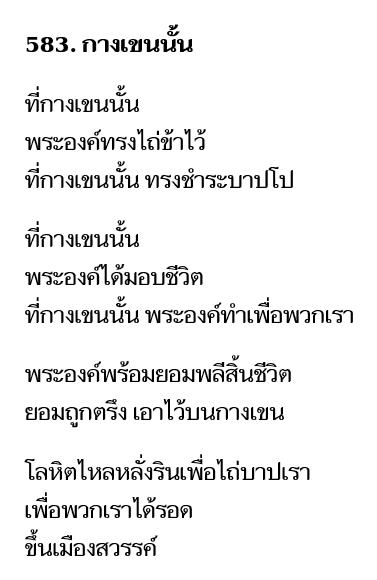 583. กางเขนนั้น
ที่กางเขนนั้น
พระองค์ทรงไถ่ข้าไว้
ที่กางเขนนั้น ทรงชำระบาปโป
ที่กางเขนนั้น
พระองค์ได้มอบชีวิต
ที่กางเขนนั้น พระองค์ทำเพื่อพวกเรา
พระองค์พร้อมยอมพลีสิ้นชีวิต
ยอมถูกตรึง เอาไว้บนกางเขน
โลหิตไหลหลั่งรินเพื่อไถ่บาปเรา
เพื่อพวกเราได้รอด
ขึ้นเมืองสวรรค์